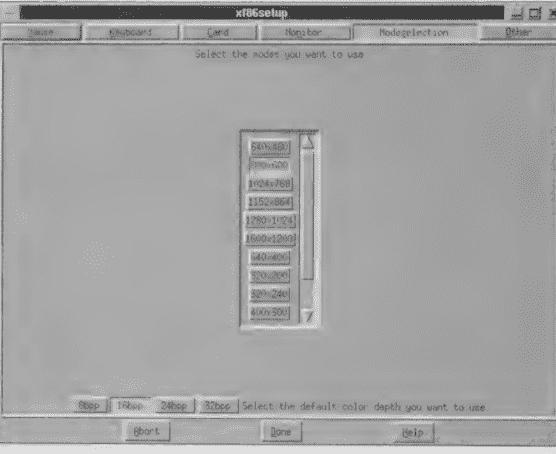 xf86setup
Mouse Keyboard Card Monitor Modeselection Other
Select the modes you want to use
640x480
800x600
1024x768
1152x864
1280x1024
1600x1200
640x400
320x200
320x240
400x300
8bpp 16bpp 24bpp 32bpp Select the default color depth you want to use
Abort Done Help